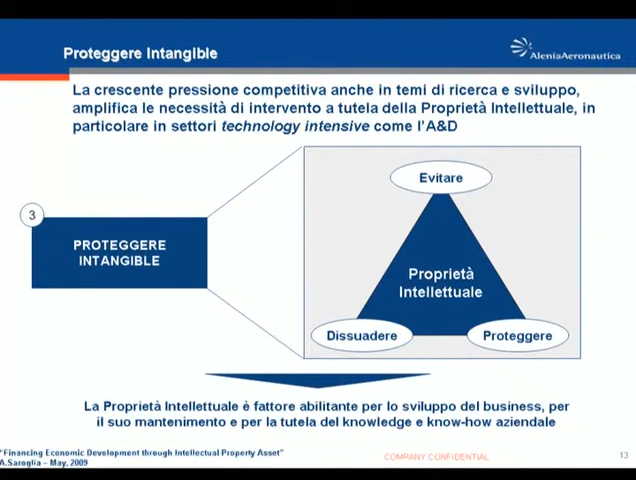 Proteggere Intangible
AleniaAeronautica
La crescente pressione competitiva anche in temi di ricerca e sviluppo,
amplifica le necessità di intervento a tutela della Proprietà Intellettuale, in
particolare in settori technology intensive come l'A&D
Evitare
3
PROTEGGERE
INTANGIBLE
Proprietà
Intellettuale
Dissuadere
Proteggere
La Proprietà Intellettuale è fattore abilitante per lo sviluppo del business, per
il suo mantenimento e per la tutela del knowledge e know-how aziendale
"Financing Economic Development through Intellectual Property Asset"
A.Saroglia – May, 2009
COMPANY CONFIDENTIAL
13